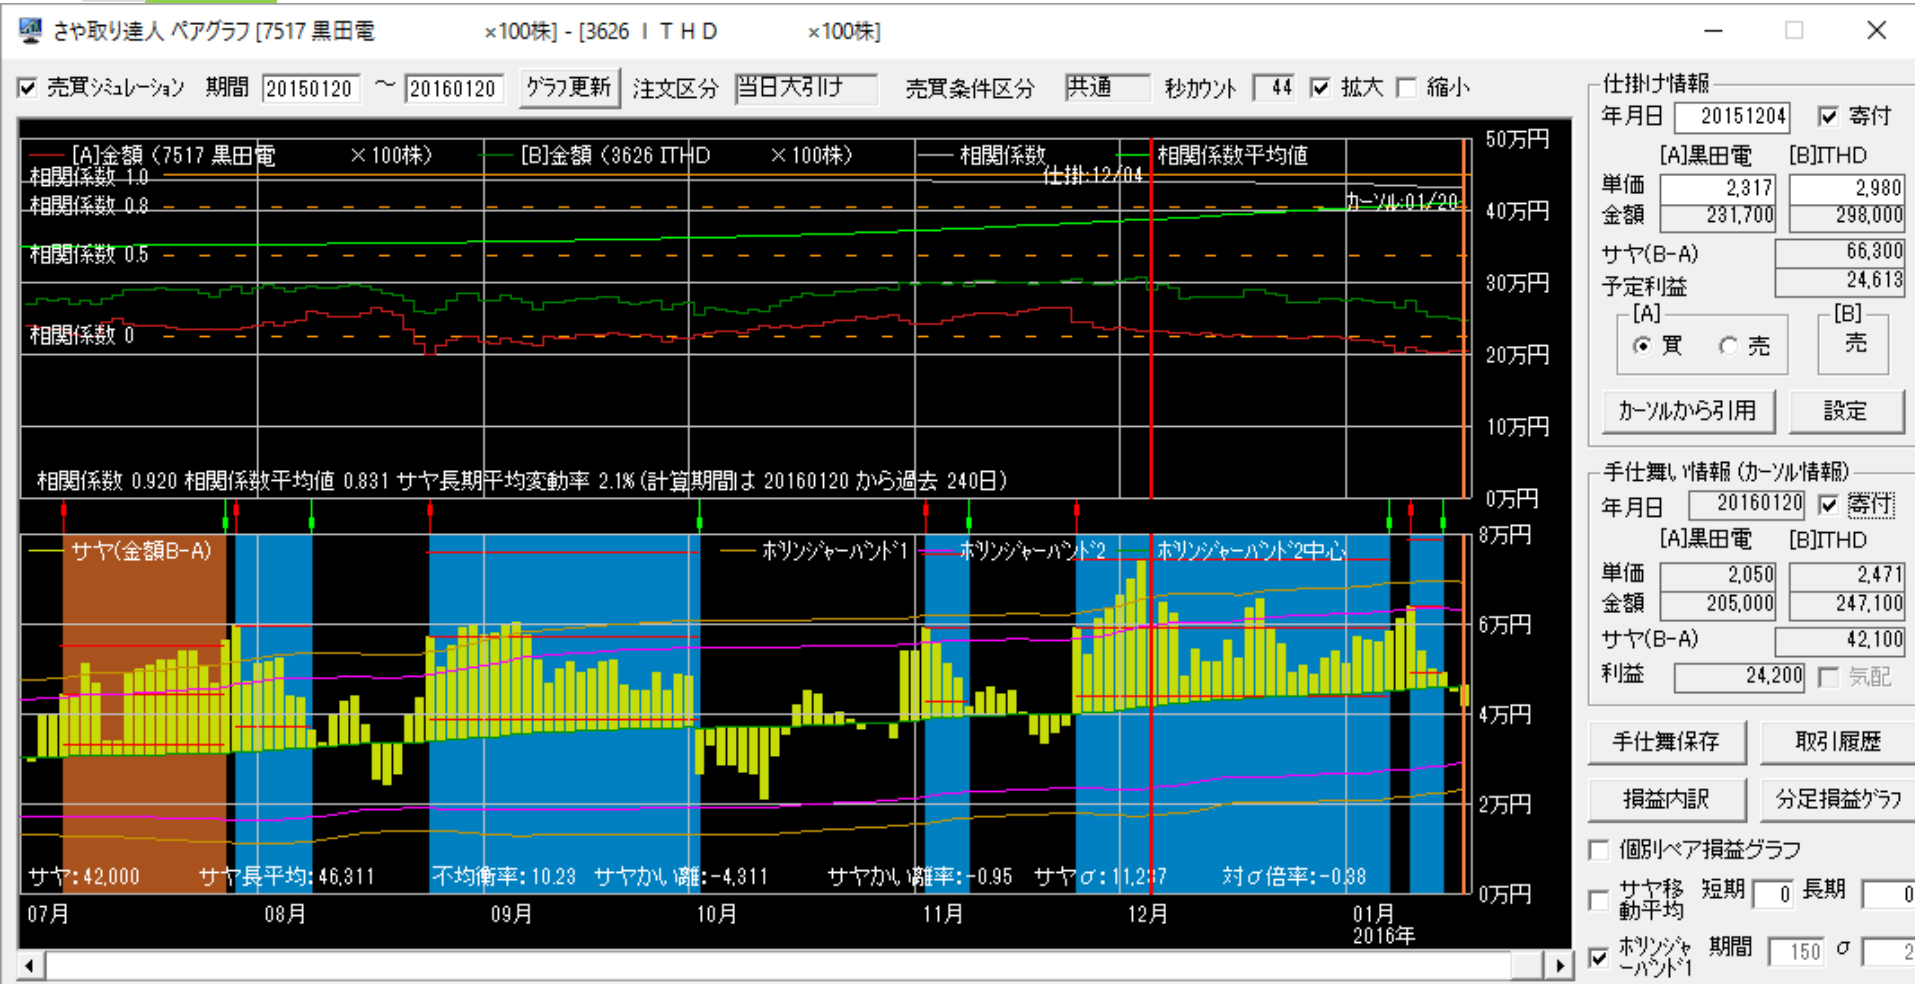 さや取り達人 ペアグラフ [7517 黒田電 ×100株] - [3626 ＩＴＨＤ ×100株]
売買シミュレーション 期間 20150120 ～ 20160120 グラフ更新 注文区分 当日大引け 売買条件区分 共通 秒カウント 44 拡大 縮小
[A]金額 (7517 黒田電 ×100株) [B]金額 (3626 ITHD ×100株) 相関係数 相関係数平均値
相関係数 1.0
仕掛:12/04
相関係数 0.8
カーソル:01/20
相関係数 0.5
相関係数 0
50万円
40万円
30万円
20万円
10万円
0万円
相関係数 0.920 相関係数平均値 0.831 サヤ長期平均変動率 2.1% (計算期間は 20160120 から過去 240日)
サヤ(金額B-A) ボリンジャーバンド1 ボリンジャーバンド2 ボリンジャーバンド2中心
8万円
6万円
4万円
2万円
0万円
サヤ:42,000 サヤ長平均:46,311 不均衡率:10.23 サヤかい離:-4,311 サヤかい離率:-0.95 サヤσ:11,237 対σ倍率:-0.38
07月 08月 09月 10月 11月 12月 01月
2016年
仕掛け情報
年月日 20151204 寄付
[A]黒田電 [B]ITHD
単価 2,317 2,980
金額 231,700 298,000
サヤ(B-A) 66,300
予定利益 24,613
[A] [B]
買 売 売
カーソルから引用 設定
手仕舞い情報 (カーソル情報)
年月日 20160120 寄付
[A]黒田電 [B]ITHD
単価 2,050 2,471
金額 205,000 247,100
サヤ(B-A) 42,100
利益 24,200 気配
手仕舞保存 取引履歴
損益内訳 分足損益グラフ
個別ペア損益グラフ
サヤ移動平均 短期 0 長期 0
ボリンジャーバンド1 期間 150 σ 2